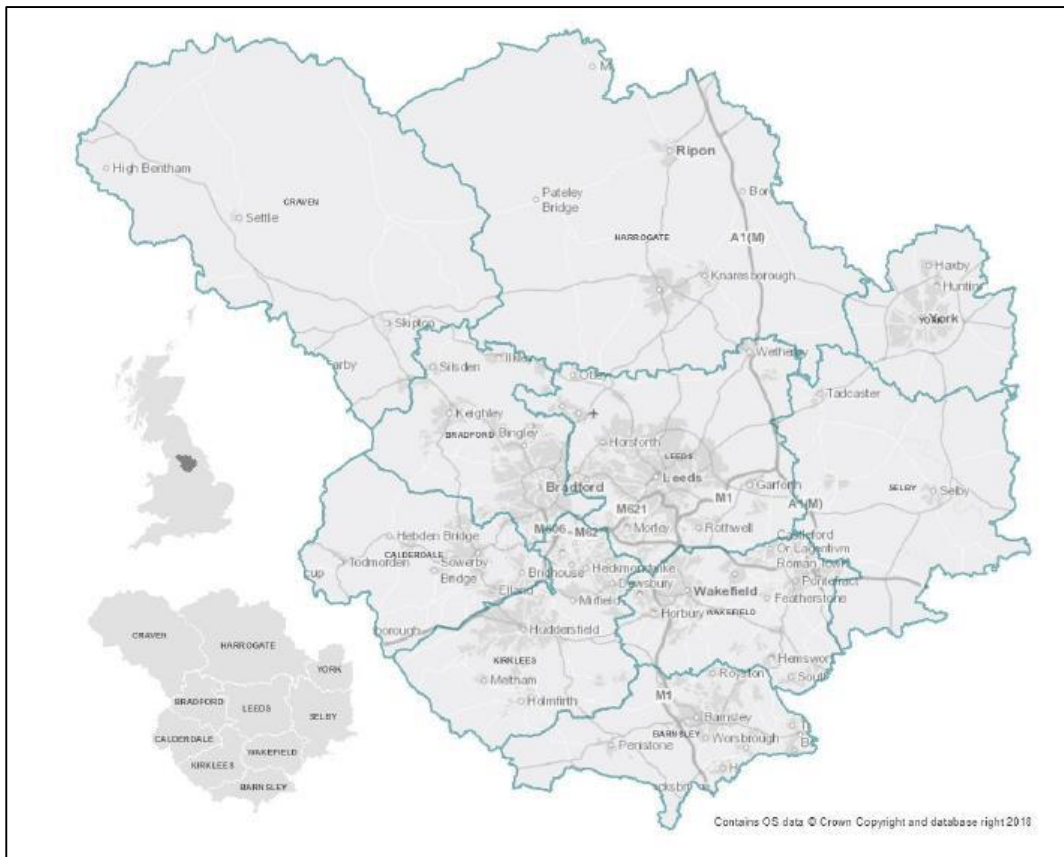 High Bentham
CRAVEN
Settle
Skipton
Ripon
Pateley
Bridge
HARROGATE
A1(M)
Knaresborough
Haxby
YORK
York
Wetherby
Tadcaster
Silsden
Keighley
BRADFORD
Bingley
Bradford
Horsforth
LEEDS
Leeds
Garforth
M1
M621
Morley
Rothwell
A1(M)
SELBY
Selby
M606
M62
Hebden Bridge
CALDERDALE
Todmorden
Sowerby
Bridge
Brighouse
Elland
Heckmondwike
Dewsbury
Mirfield
Wakefield
Horbury
WAKEFIELD
Castleford
Roman Town
Pontefract
Featherstone
Huddersfield
KIRKLEES
Meltham
Holmfirth
Royston
M1
Barnsley
BARNSLEY
Worsbrough
Penistone
CRAVEN
HARROGATE
YORK
BRADFORD
LEEDS
SELBY
CALDERDALE
WAKEFIELD
KIRKLEES
BARNSLEY
Contains OS data © Crown Copyright and database right 2018